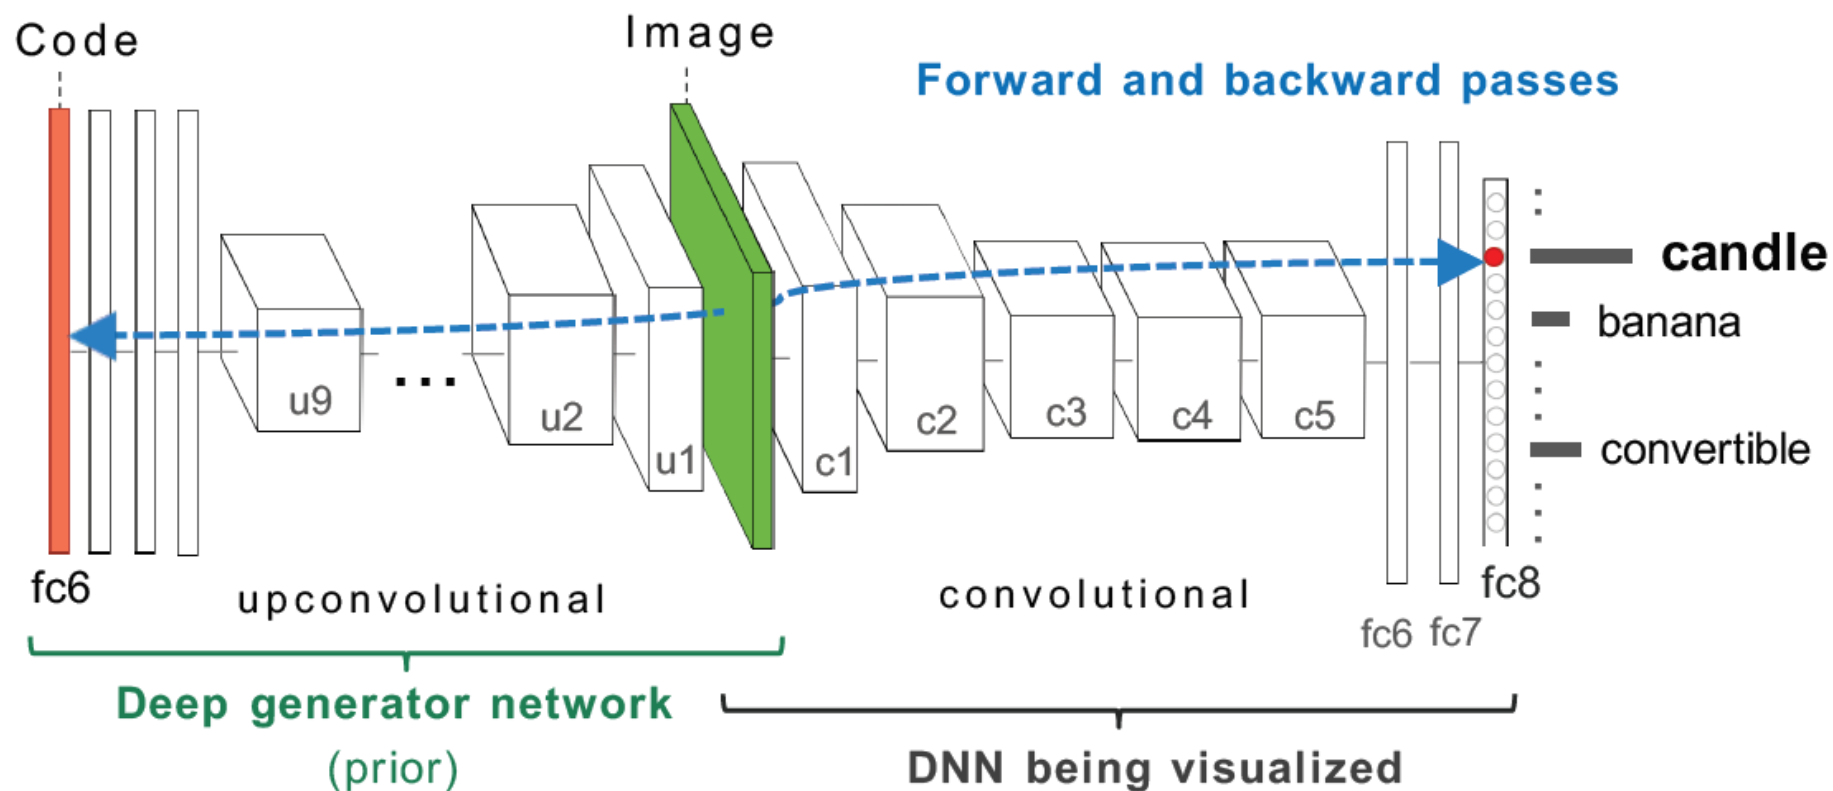 Code
Image
Forward and backward passes
candle
banana
convertible
u9
...
u2
u1
c1
c2
c3
c4
c5
fc6
upconvolutional
convolutional
fc6
fc7
fc8
Deep generator network
(prior)
DNN being visualized